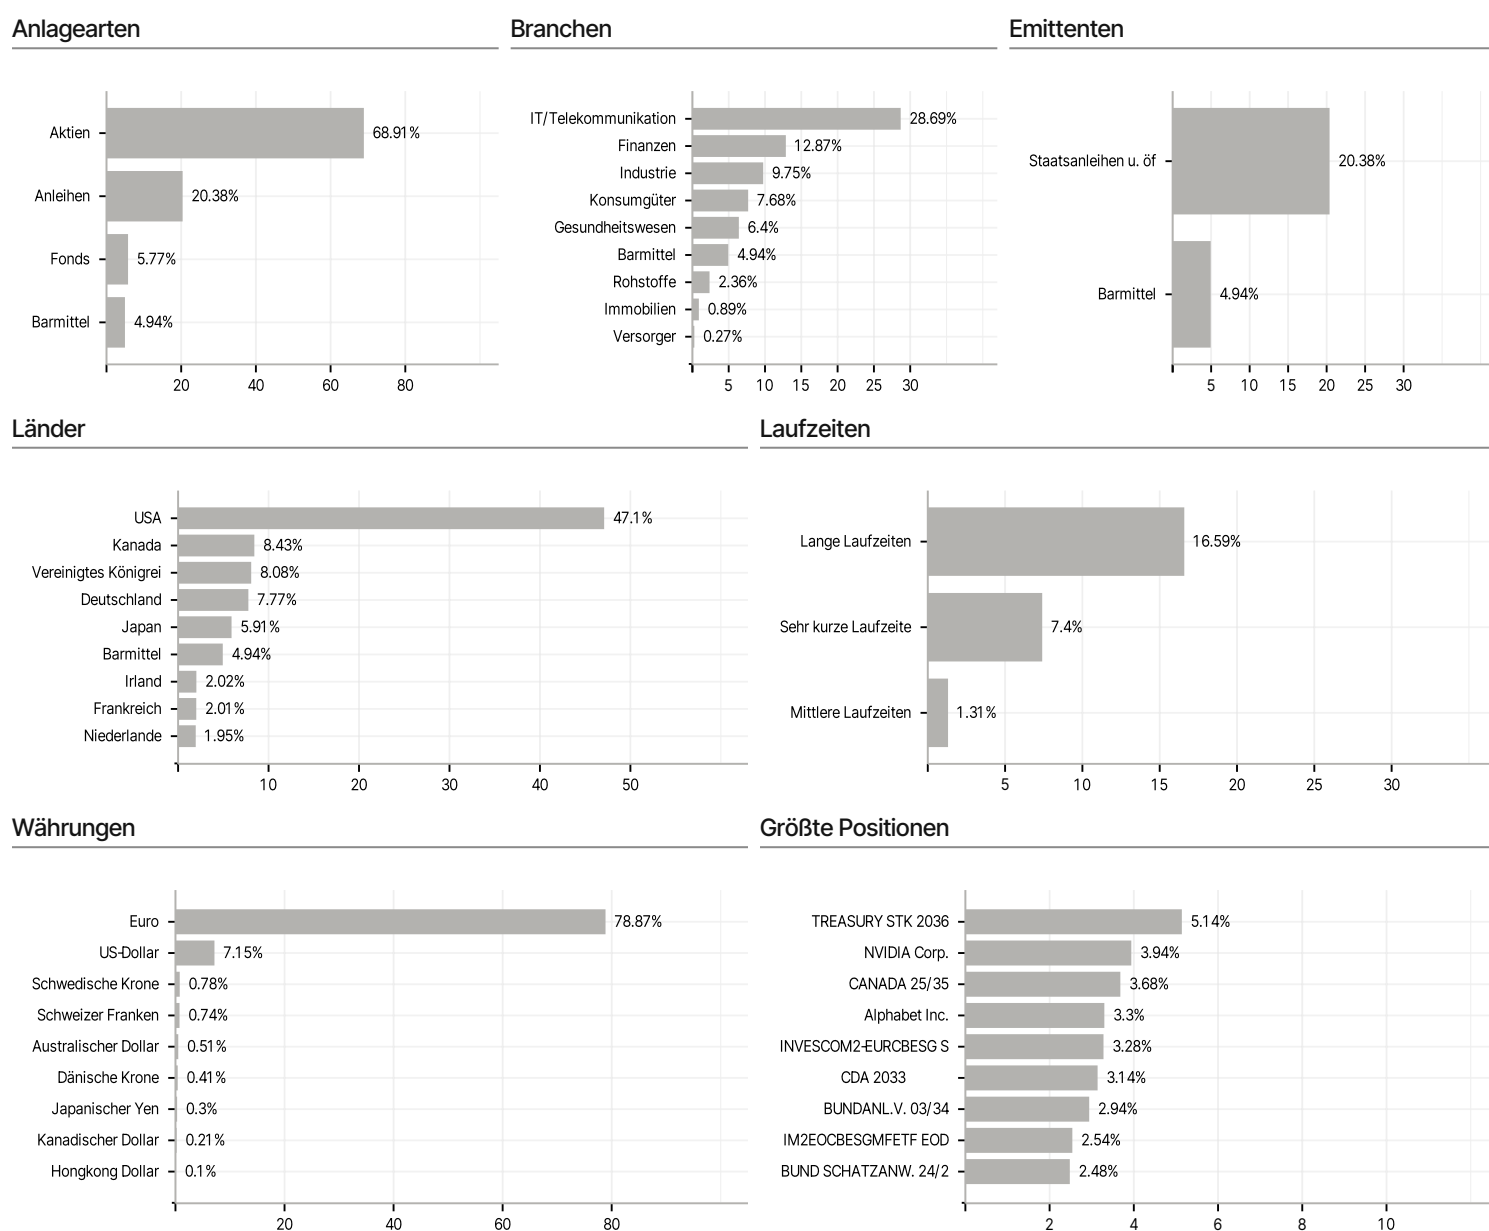 Anlagearten
Aktien 68.91%
Anleihen 20.38%
Fonds 5.77%
Barmittel 4.94%
20 40 60 80
Branchen
IT/Telekommunikation 28.69%
Finanzen 12.87%
Industrie 9.75%
Konsumgüter 7.68%
Gesundheitswesen 6.4%
Barmittel 4.94%
Rohstoffe 2.36%
Immobilien 0.89%
Versorger 0.27%
5 10 15 20 25 30
Emittenten
Staatsanleihen u. öf 20.38%
Barmittel 4.94%
5 10 15 20 25 30
Länder
USA 47.1%
Kanada 8.43%
Vereinigtes Königrei 8.08%
Deutschland 7.77%
Japan 5.91%
Barmittel 4.94%
Irland 2.02%
Frankreich 2.01%
Niederlande 1.95%
10 20 30 40 50
Laufzeiten
Lange Laufzeiten 16.59%
Sehr kurze Laufzeite 7.4%
Mittlere Laufzeiten 1.31%
5 10 15 20 25 30
Währungen
Euro 78.87%
US-Dollar 7.15%
Schwedische Krone 0.78%
Schweizer Franken 0.74%
Australischer Dollar 0.51%
Dänische Krone 0.41%
Japanischer Yen 0.3%
Kanadischer Dollar 0.21%
Hongkong Dollar 0.1%
20 40 60 80
Größte Positionen
TREASURY STK 2036 5.14%
NVIDIA Corp. 3.94%
CANADA 25/35 3.68%
Alphabet Inc. 3.3%
INVESCOM2-EURCBESG S 3.28%
CDA 2033 3.14%
BUNDANL.V. 03/34 2.94%
IM2EOCBESGMFETF EOD 2.54%
BUND SCHATZANW. 24/2 2.48%
2 4 6 8 10